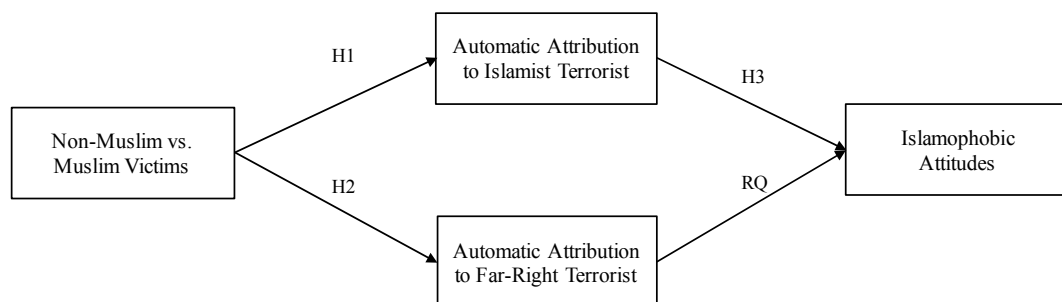 H1
Automatic Attribution
to Islamist Terrorist
H3
Non-Muslim vs.
Muslim Victims
Islamophobic
Attitudes
H2
RQ
Automatic Attribution
to Far-Right Terrorist